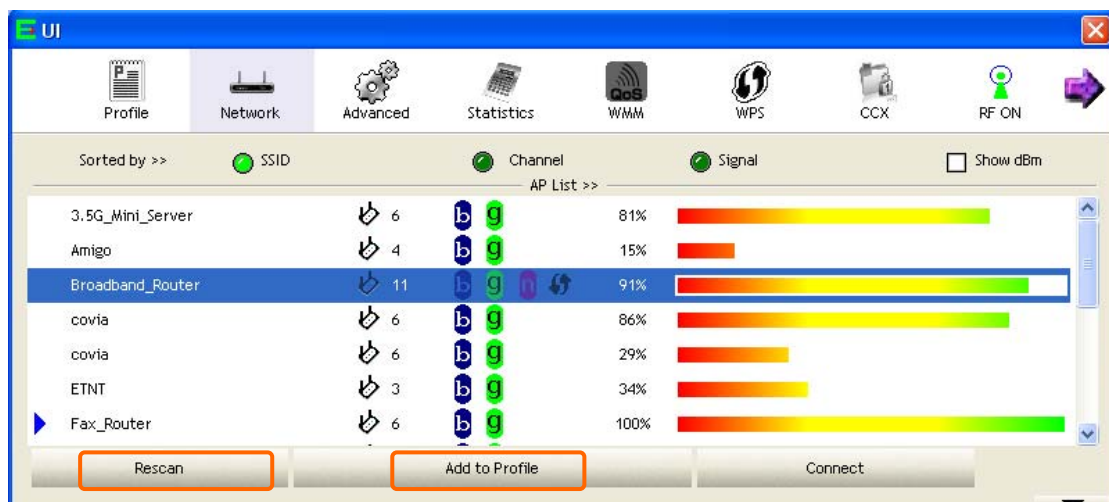 UI
Profile Network Advanced Statistics QoS WMM WPS CCX RF ON
Sorted by >> SSID Channel Signal Show dBm
AP List >>
3.5G_Mini_Server 6 b g 81%
Amigo 4 b g 15%
Broadband_Router 11 b g n 91%
covia 6 b g 86%
covia 6 b g 29%
ETNT 3 b g 34%
Fax_Router 6 b g 100%
Rescan Add to Profile Connect